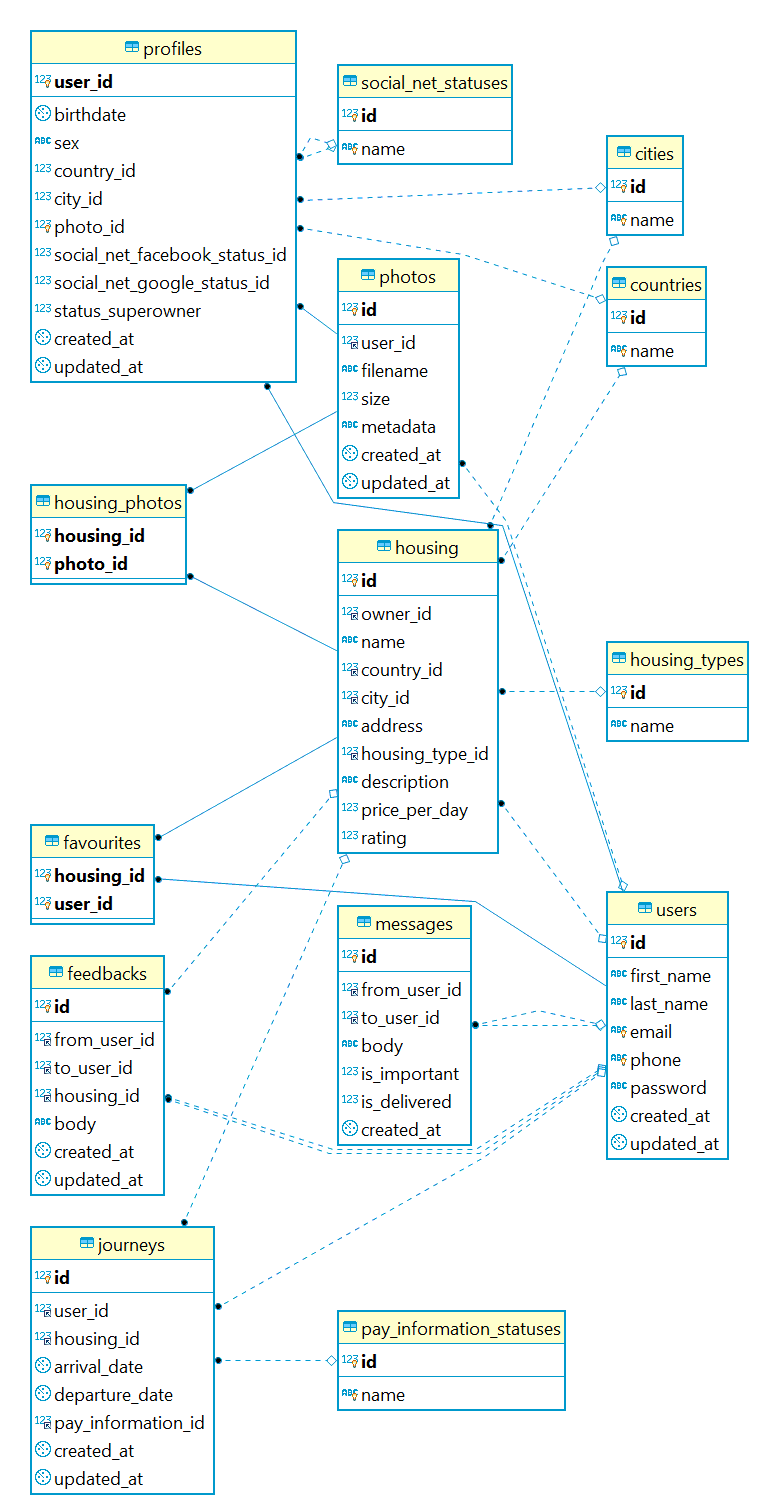 profiles
user_id
birthdate
sex
country_id
city_id
photo_id
social_net_facebook_status_id
social_net_google_status_id
status_superowner
created_at
updated_at
social_net_statuses
id
name
cities
id
name
countries
id
name
photos
id
user_id
filename
size
metadata
created_at
updated_at
housing_photos
housing_id
photo_id
housing
id
owner_id
name
country_id
city_id
address
housing_type_id
description
price_per_day
rating
housing_types
id
name
favourites
housing_id
user_id
users
id
first_name
last_name
email
phone
password
created_at
updated_at
messages
id
from_user_id
to_user_id
body
is_important
is_delivered
created_at
feedbacks
id
from_user_id
to_user_id
housing_id
body
created_at
updated_at
journeys
id
user_id
housing_id
arrival_date
departure_date
pay_information_id
created_at
updated_at
pay_information_statuses
id
name